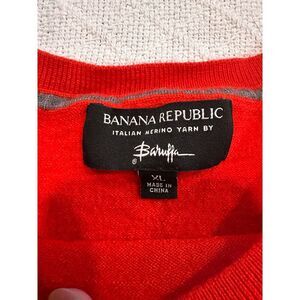 BANANA REPUBLIC
ITALIAN MERINO YARN BY
Baruffa
®
XL
MADE IN
CHINA